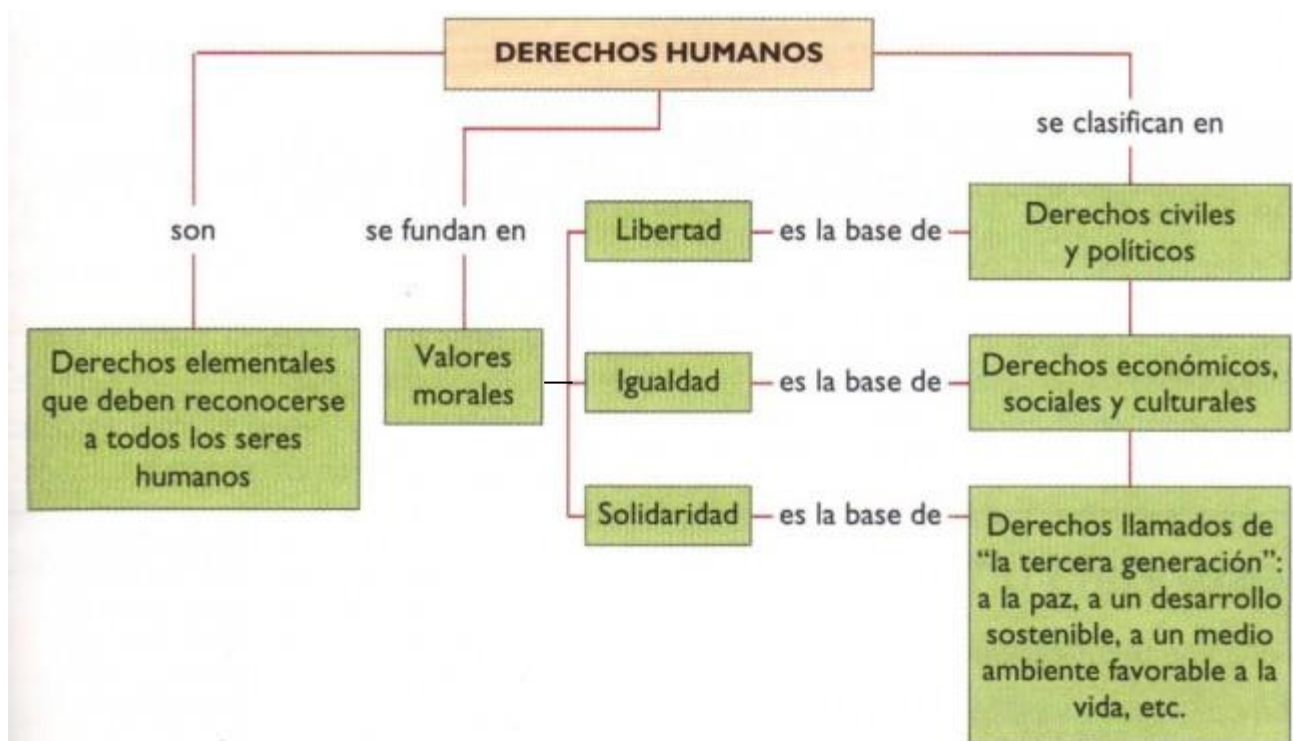 DERECHOS HUMANOS
son
Derechos elementales
que deben reconocerse
a todos los seres
humanos
se fundan en
Valores
morales
Libertad
es la base de
Igualdad
es la base de
Solidaridad
es la base de
se clasifican en
Derechos civiles
y políticos
Derechos económicos,
sociales y culturales
Derechos llamados de
“la tercera generación”:
a la paz, a un desarrollo
sostenible, a un medio
ambiente favorable a la
vida, etc.